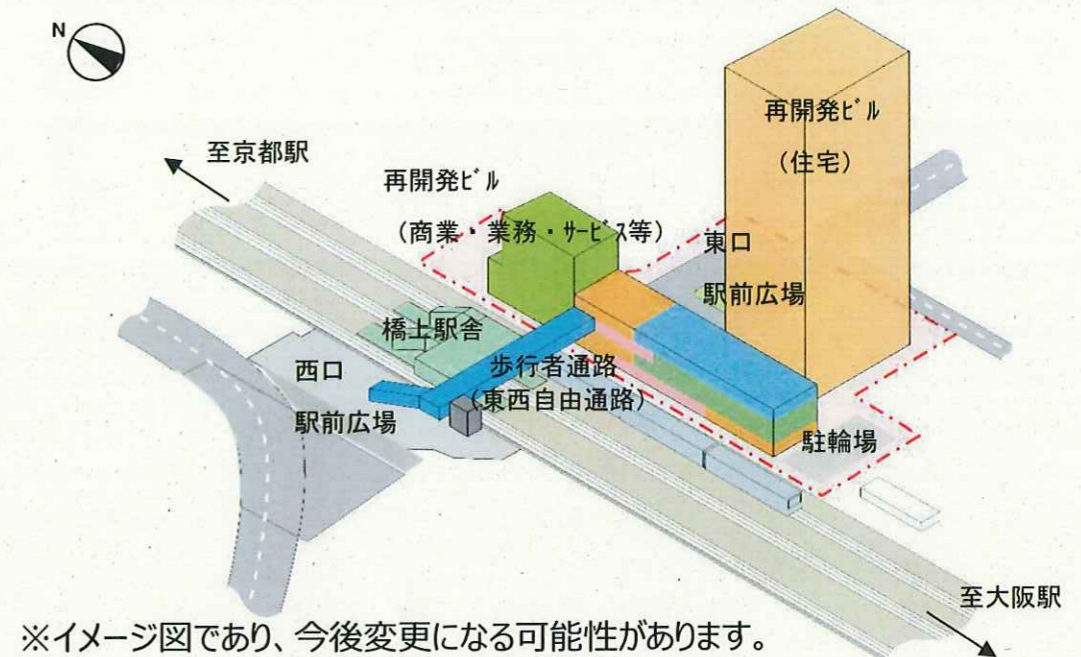 N
至京都駅
再開発ビル
(住宅)
再開発ビル
(商業・業務・サービス等)
東口
駅前広場
橋上駅舎
西口
駅前広場
歩行者通路
(東西自由通路)
駐輪場
至大阪駅
※イメージ図であり、今後変更になる可能性があります。